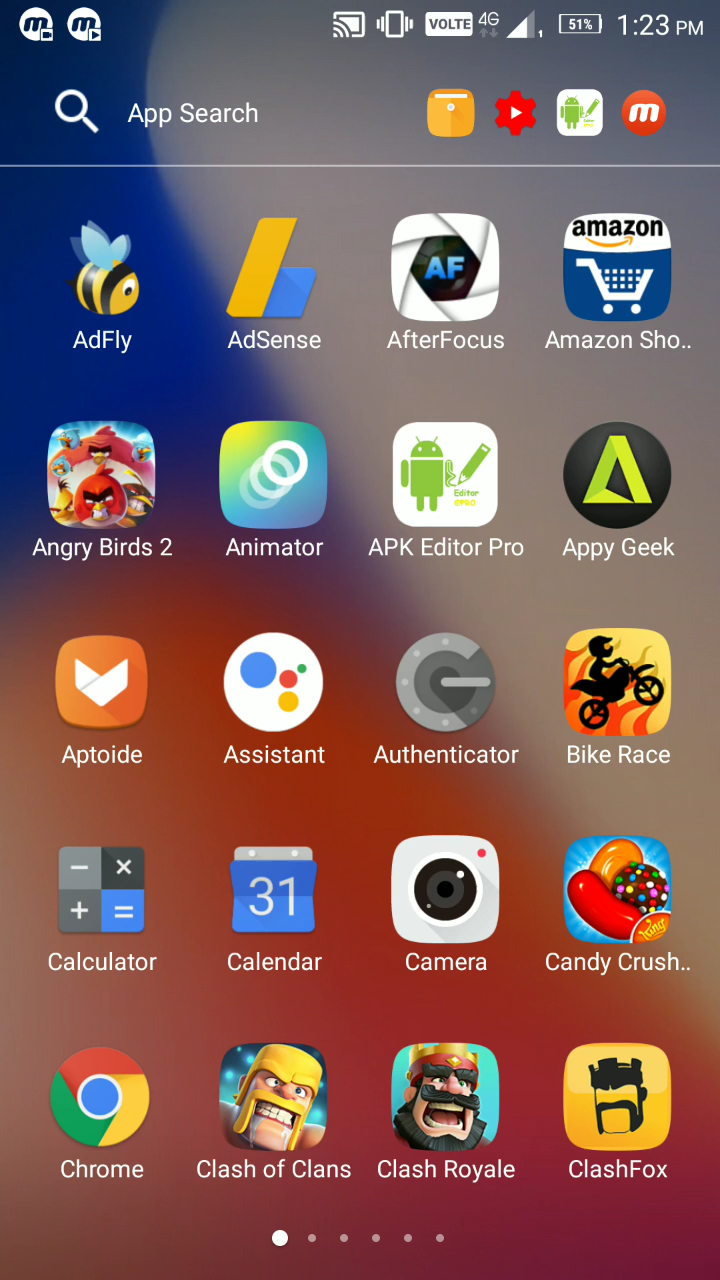 VOLTE 4G 51% 1:23 PM
App Search
AF
amazon
AdFly AdSense AfterFocus Amazon Sho..
Editor
Angry Birds 2 Animator APK Editor Pro Appy Geek
Aptoide Assistant Authenticator Bike Race
31
King
Calculator Calendar Camera Candy Crush..
Chrome Clash of Clans Clash Royale ClashFox